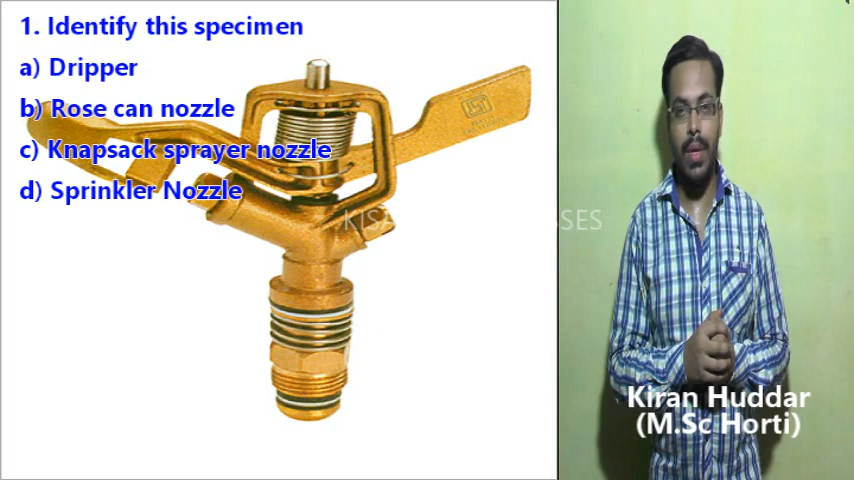 1. Identify this specimen
a) Dripper
b) Rose can nozzle
c) Knapsack sprayer nozzle
d) Sprinkler Nozzle
Kiran Huddar
(M.Sc Horti)